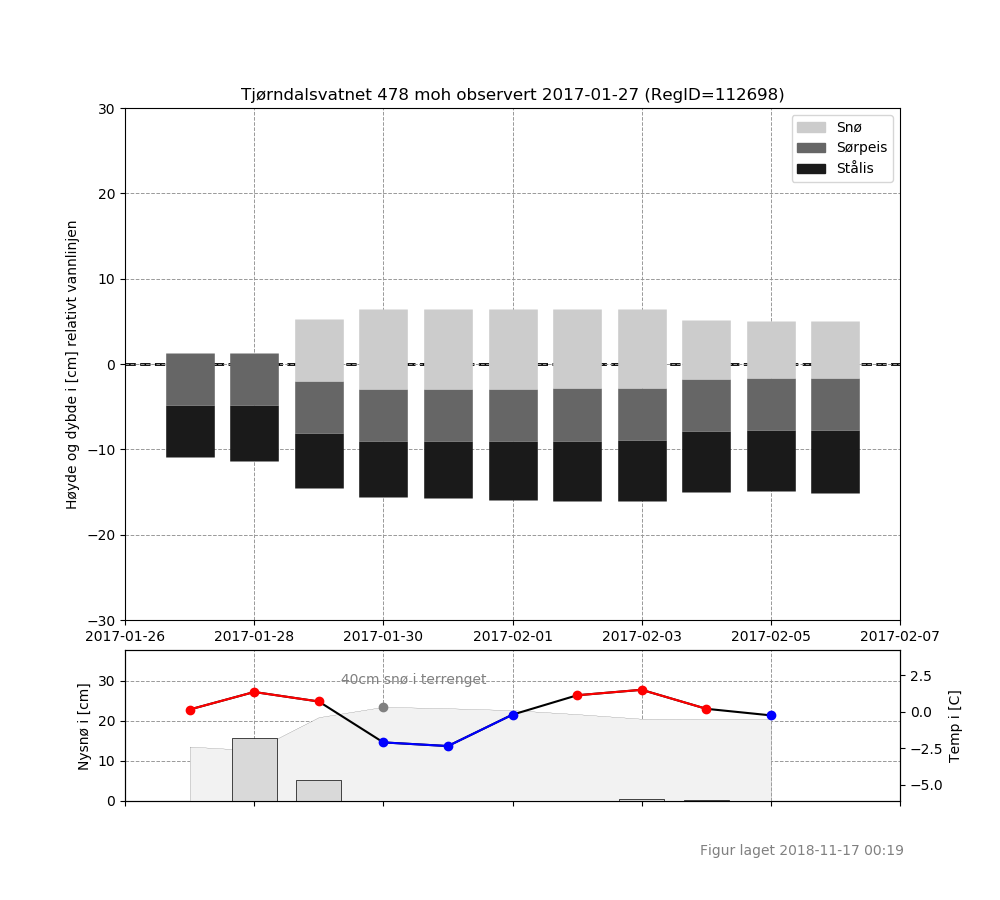 Tjørndalsvatnet 478 moh observert 2017-01-27 (RegID=112698)
Høyde og dybde i [cm] relativt vannlinjen
30
20
10
0
−10
−20
−30
Snø
Sørpeis
Stålis
2017-01-26
2017-01-28
2017-01-30
2017-02-01
2017-02-03
2017-02-05
2017-02-07
Nysnø i [cm]
30
20
10
0
40cm snø i terrenget
2.5
0.0
−2.5
−5.0
Temp i [C]
Figur laget 2018-11-17 00:19